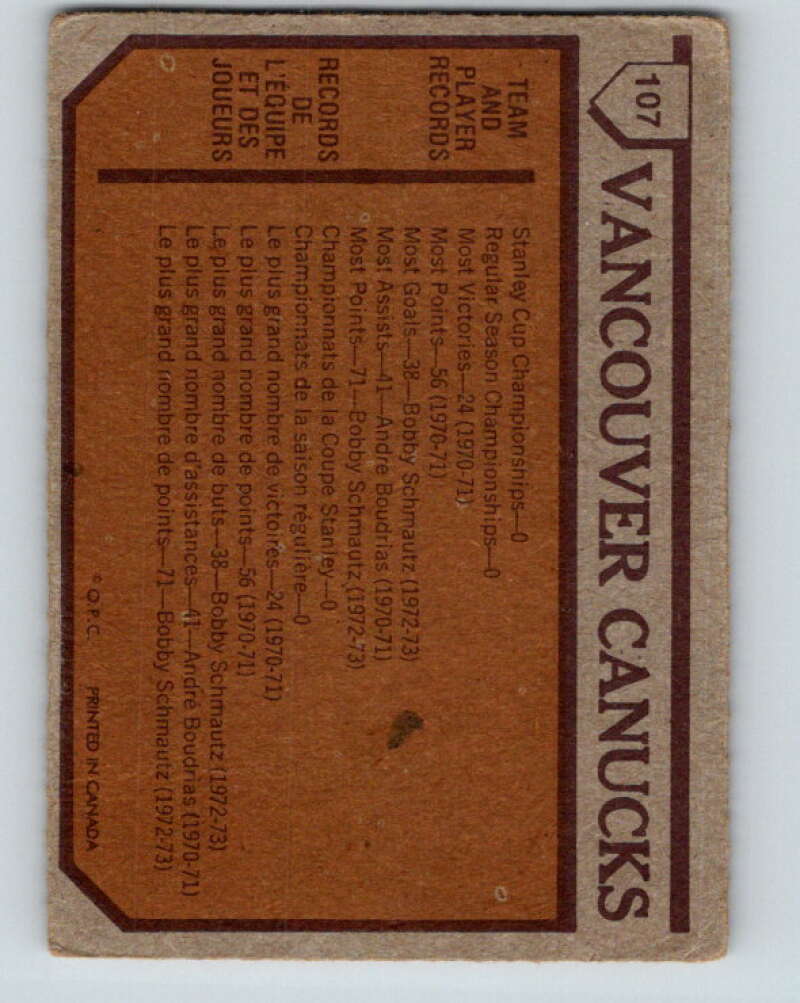 107
VANCOUVER CANUCKS
TEAM
AND
PLAYER
RECORDS
Stanley Cup Championships—0
Regular Season Championships—0
Most Victories—24 (1970-71)
Most Points—56 (1970-71)
Most Goals—38—Bobby Schmautz (1972-73)
Most Assists—41—Andre Boudrias (1970-71)
Most Points—71—Bobby Schmautz (1972-73)
RECORDS
DE
L'ÉQUIPE
ET DES
JOUEURS
Championnats de la Coupe Stanley—0
Championnats de la saison régulière—0
Le plus grand nombre de victoires—24 (1970-71)
Le plus grand nombre de points—56 (1970-71)
Le plus grand nombre de buts—38—Bobby Schmautz (1972-73)
Le plus grand nombre d'assistances—41—André Boudrias (1970-71)
Le plus grand nombre de points—71—Bobby Schmautz (1972-73)
© O.P.C. PRINTED IN CANADA